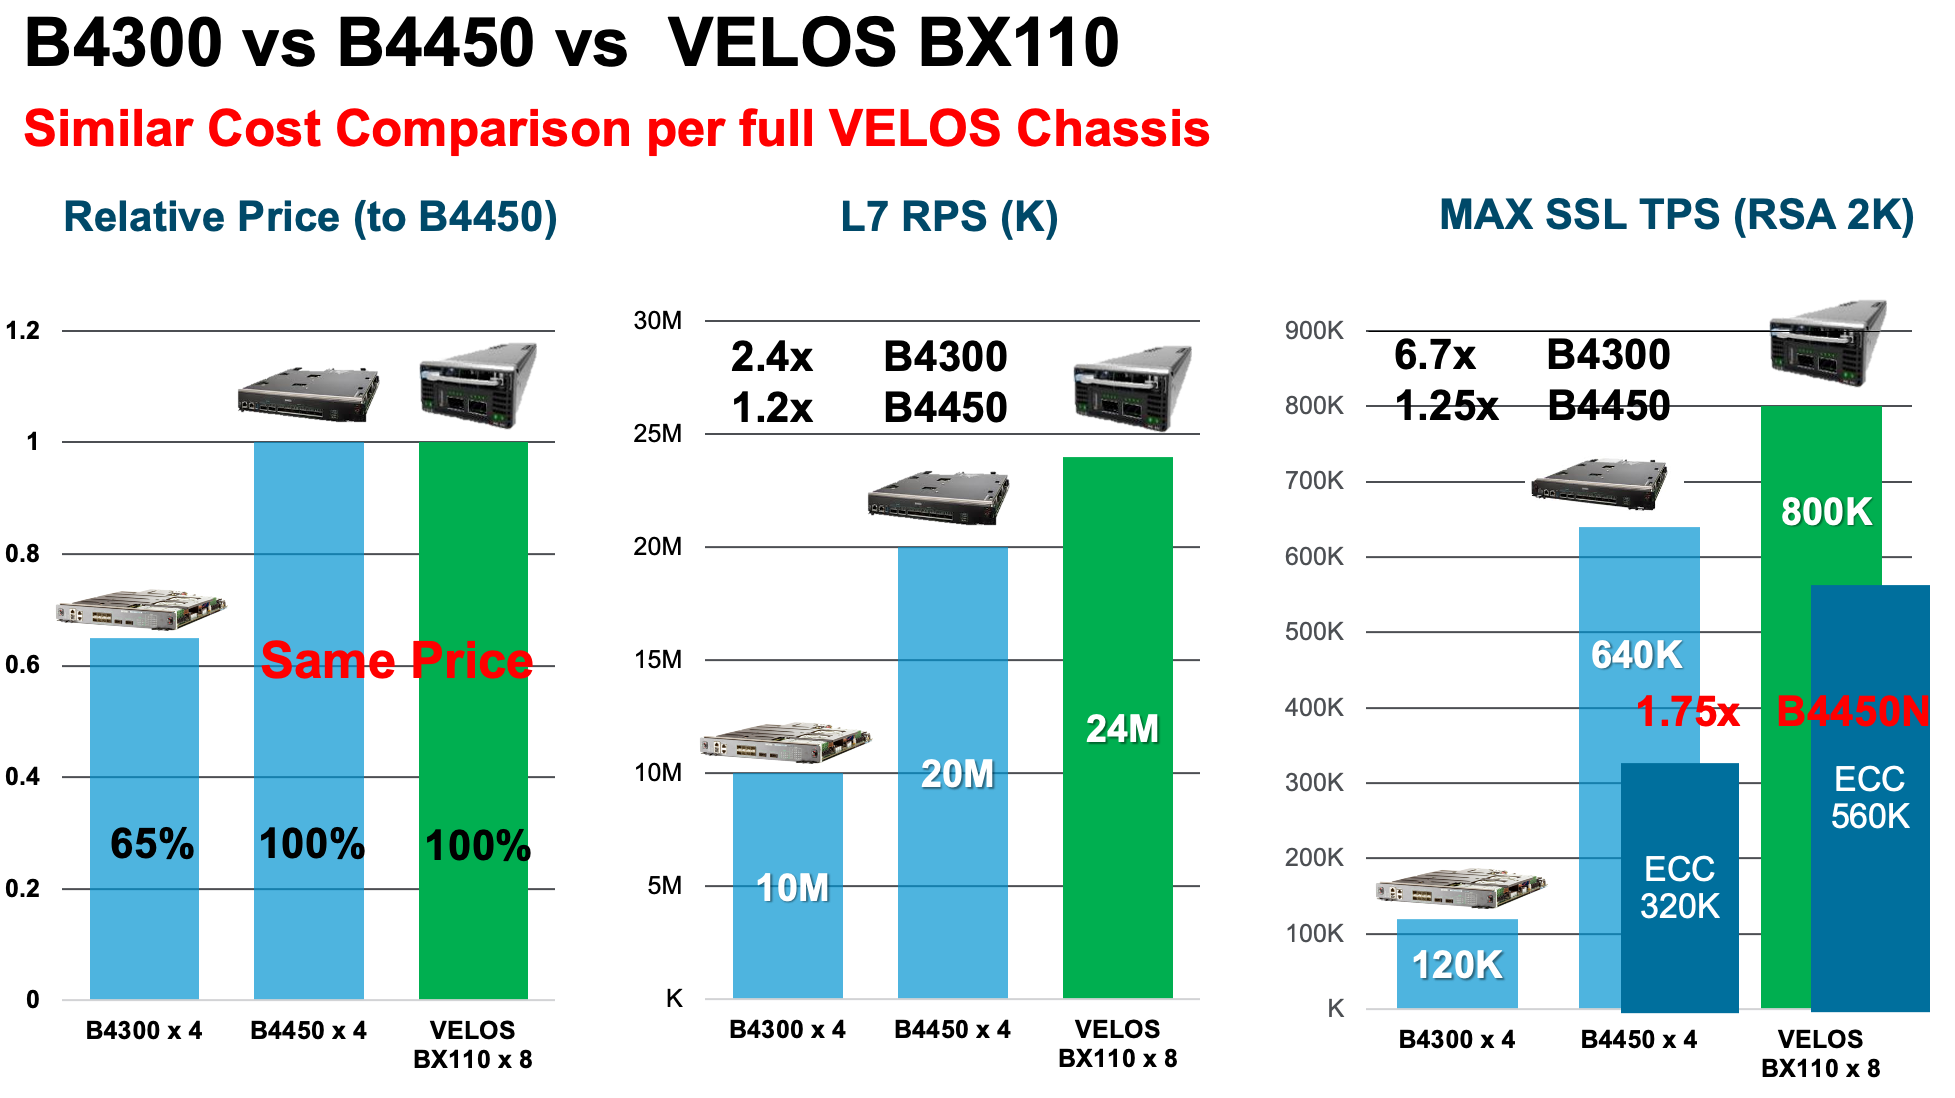 B4300 vs B4450 vs VELOS BX110
Similar Cost Comparison per full VELOS Chassis
Relative Price (to B4450)
1.2
1
0.8
0.6
0.4
0.2
0
Same Price
65%
100%
100%
B4300 x 4
B4450 x 4
VELOS
BX110 x 8
L7 RPS (K)
30M
25M
20M
15M
10M
5M
K
2.4x B4300
1.2x B4450
10M
20M
24M
B4300 x 4
B4450 x 4
VELOS
BX110 x 8
MAX SSL TPS (RSA 2K)
900K
800K
700K
600K
500K
400K
300K
200K
100K
K
6.7x B4300
1.25x B4450
800K
640K
1.75x B4450N
ECC
560K
ECC
320K
120K
B4300 x 4
B4450 x 4
VELOS
BX110 x 8